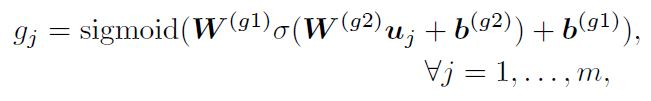 g_j = sigmoid(W^{(g1)}σ(W^{(g2)}u_j + b^{(g2)}) + b^{(g1)}),
∀j = 1, . . . , m,